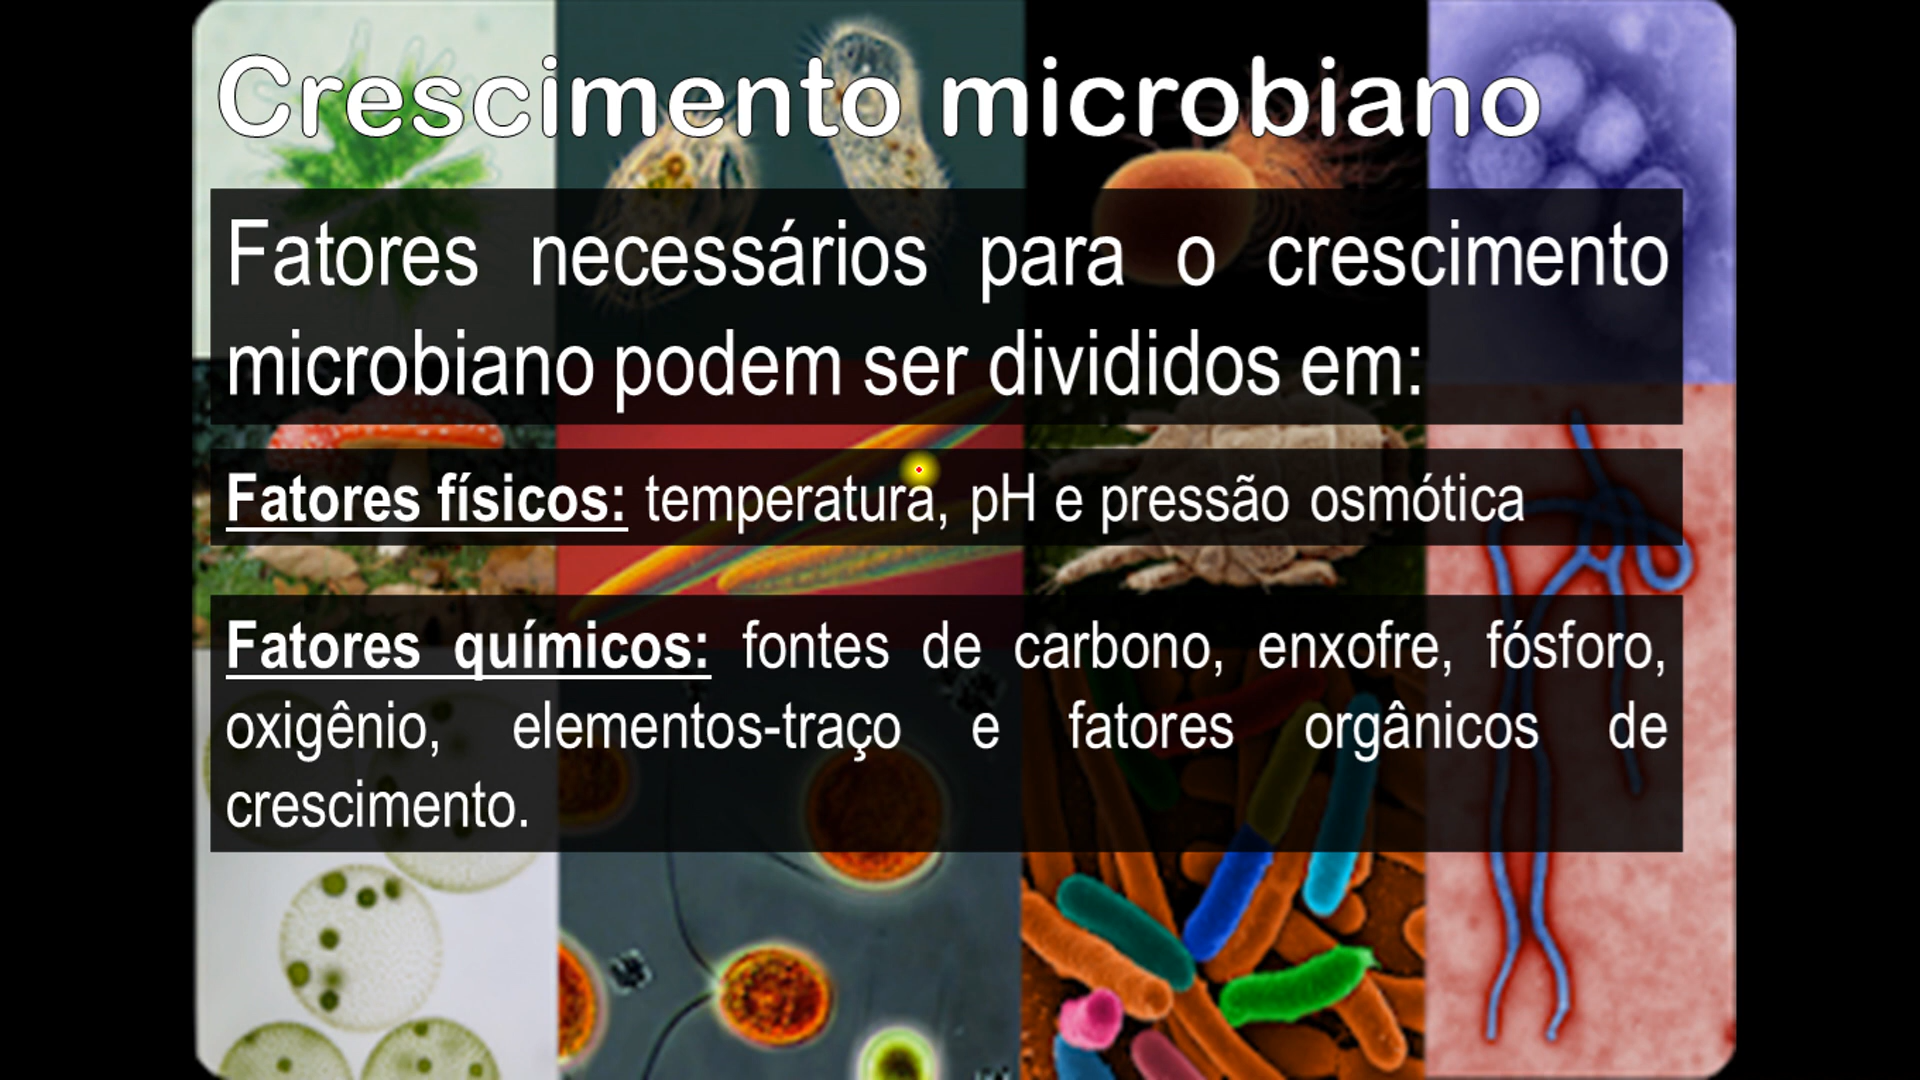 Crescimento microbiano
Fatores necessários para o crescimento
microbiano podem ser divididos em:
Fatores físicos: temperatura, pH e pressão osmótica
Fatores químicos: fontes de carbono, enxofre, fósforo,
oxigênio, elementos-traço e fatores orgânicos de
crescimento.